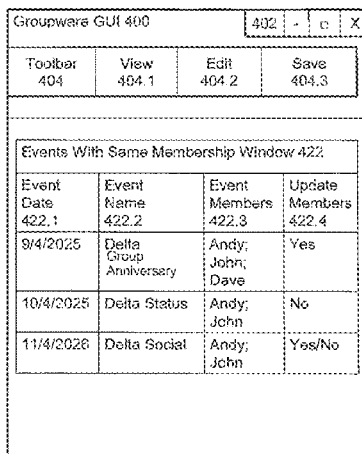 Groupware GUI 400 402 - □ X
Toolbar View Edit Save
404 404.1 404.2 404.3
Events With Same Membership Window 422
Event Event Event Update
Date Name Members Members
422.1 422.2 422.3 422.4
9/4/2025 Delta Andy; Yes
Group John;
Anniversary Dave
10/4/2025 Delta Status Andy; No
John
11/4/2026 Delta Social Andy; Yes/No
John